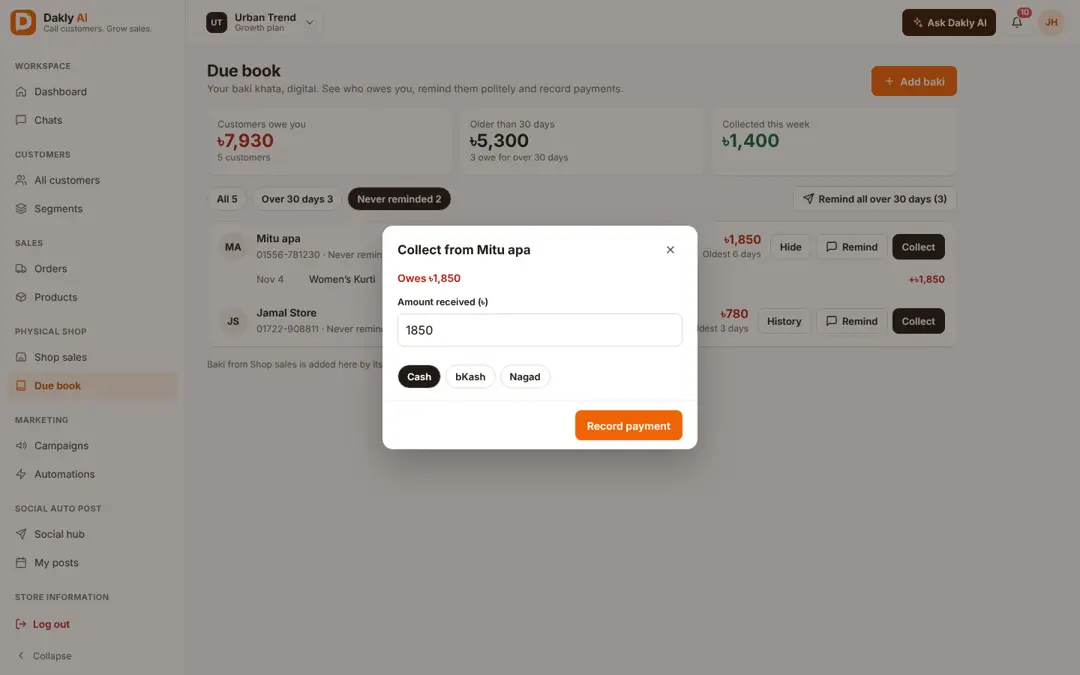 Dakly AI
Call customers. Grow sales.
UT
Urban Trend
Growth plan
Ask Dakly AI
10
JH
WORKSPACE
Dashboard
Chats
CUSTOMERS
All customers
Segments
SALES
Orders
Products
PHYSICAL SHOP
Shop sales
Due book
MARKETING
Campaigns
Automations
SOCIAL AUTO POST
Social hub
My posts
STORE INFORMATION
Log out
Collapse
Due book
Your baki khata, digital. See who owes you, remind them politely and record payments.
+ Add baki
Customers owe you
৳7,930
5 customers
Older than 30 days
৳5,300
3 owe for over 30 days
Collected this week
৳1,400
All 5
Over 30 days 3
Never reminded 2
Remind all over 30 days (3)
MA
Mitu apa
01556-781230 · Never
৳1,850
Oldest 6 days
Hide
Remind
Collect
Nov 4
Women's Kurti
+৳1,850
JS
Jamal Store
01722-908811 · Never
৳780
3 days
History
Remind
Collect
Baki from Shop sales is added here by its
Collect from Mitu apa
Owes ৳1,850
Amount received (৳)
1850
Cash
bKash
Nagad
Record payment